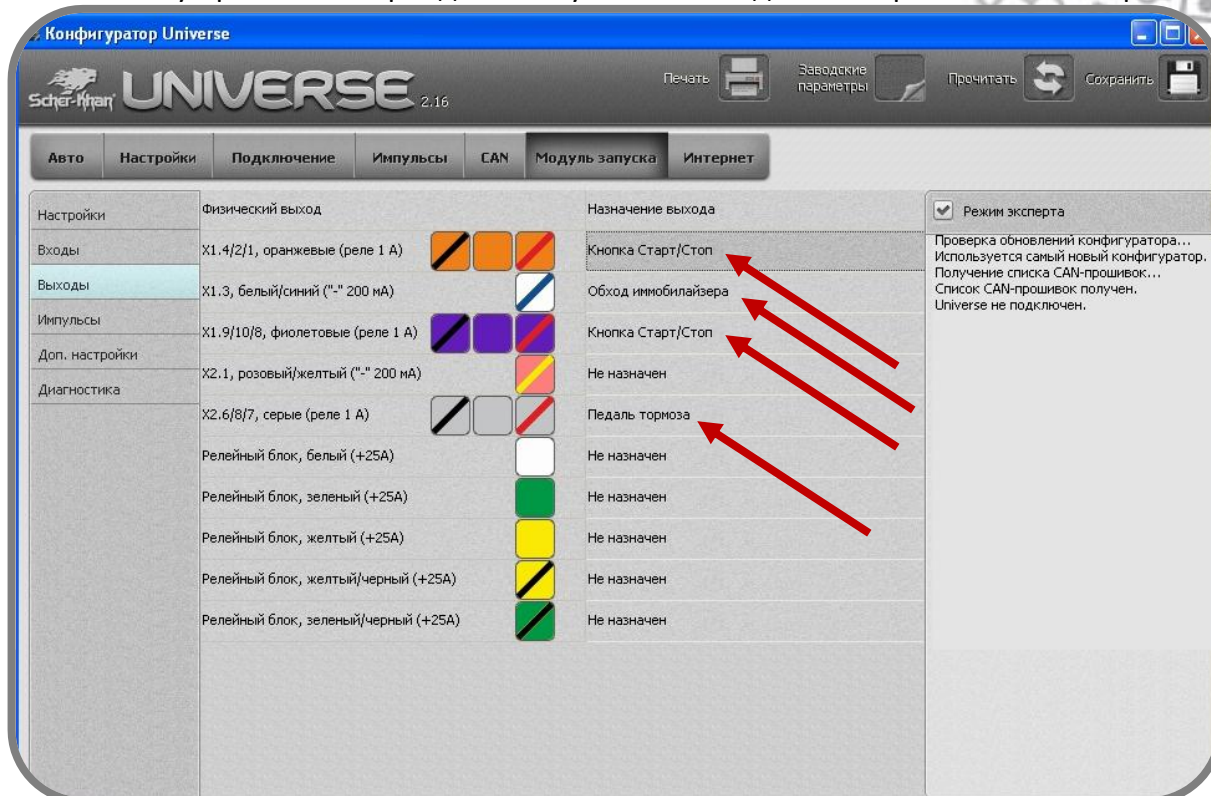 Конфигуратор Universe
Scher-Khan UNIVERSE 2.16
Печать
Заводские параметры
Прочитать
Сохранить
Авто Настройки Подключение Импульсы CAN Модуль запуска Интернет
Настройки
Входы
Выходы
Импульсы
Доп. настройки
Диагностика
Физический выход Назначение выхода
X1.4/2/1, оранжевые (реле 1 А) Кнопка Старт/Стоп
X1.3, белый/синий ("-" 200 мА) Обход иммобилайзера
X1.9/10/8, фиолетовые (реле 1 А) Кнопка Старт/Стоп
X2.1, розовый/желтый ("-" 200 мА) Не назначен
X2.6/8/7, серые (реле 1 А) Педаль тормоза
Релейный блок, белый (+25А) Не назначен
Релейный блок, зеленый (+25А) Не назначен
Релейный блок, желтый (+25А) Не назначен
Релейный блок, желтый/черный (+25А) Не назначен
Релейный блок, зеленый/черный (+25А) Не назначен
Режим эксперта
Проверка обновлений конфигуратора...
Используется самый новый конфигуратор.
Получение списка CAN-прошивок...
Список CAN-прошивок получен.
Universe не подключен.